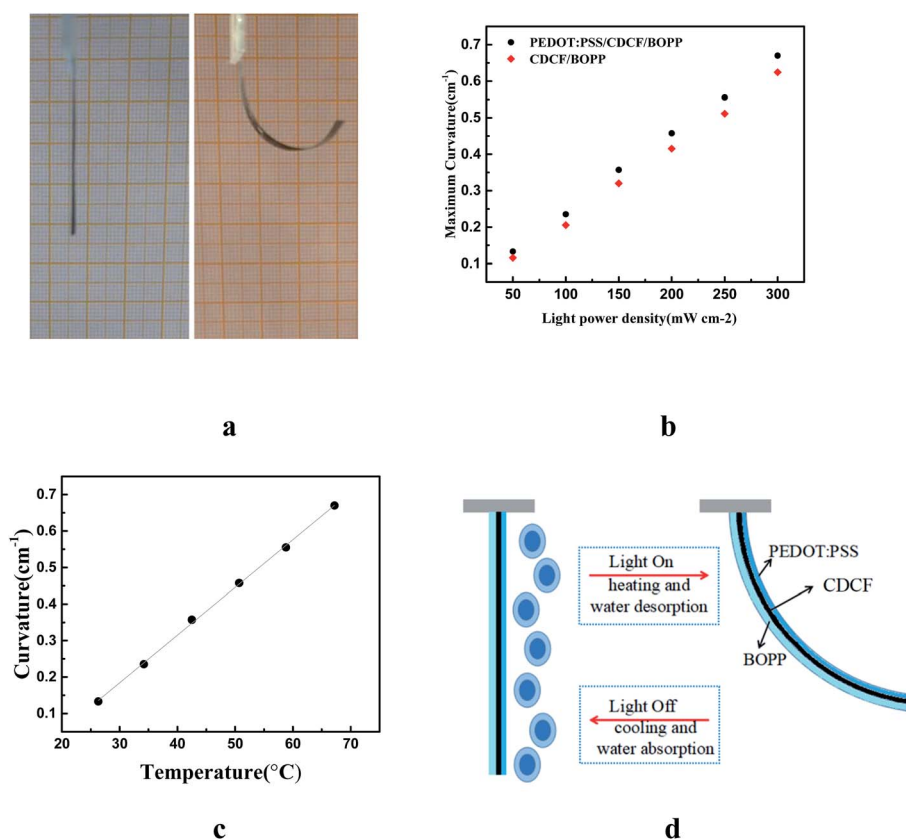 0.7
0.6
0.5
0.4
0.3
0.2
0.1
Maximum Curvature(cm⁻¹)
PEDOT:PSS/CDCF/BOPP
CDCF/BOPP
50 100 150 200 250 300
Light power density(mW cm-2)
a
b
0.7
0.6
0.5
0.4
0.3
0.2
0.1
Curvature(cm⁻¹)
20 30 40 50 60 70
Temperature(°C)
Light On
heating and
water desorption
Light Off
cooling and
water absorption
PEDOT:PSS
CDCF
BOPP
c
d